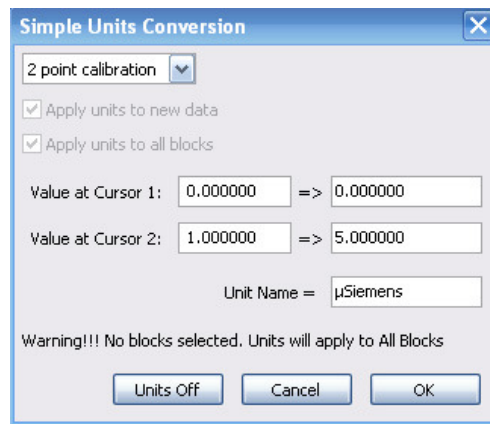 Simple Units Conversion
2 point calibration
Apply units to new data
Apply units to all blocks
Value at Cursor 1: 0.000000 => 0.000000
Value at Cursor 2: 1.000000 => 5.000000
Unit Name = µSiemens
Warning!!! No blocks selected. Units will apply to All Blocks
Units Off Cancel OK